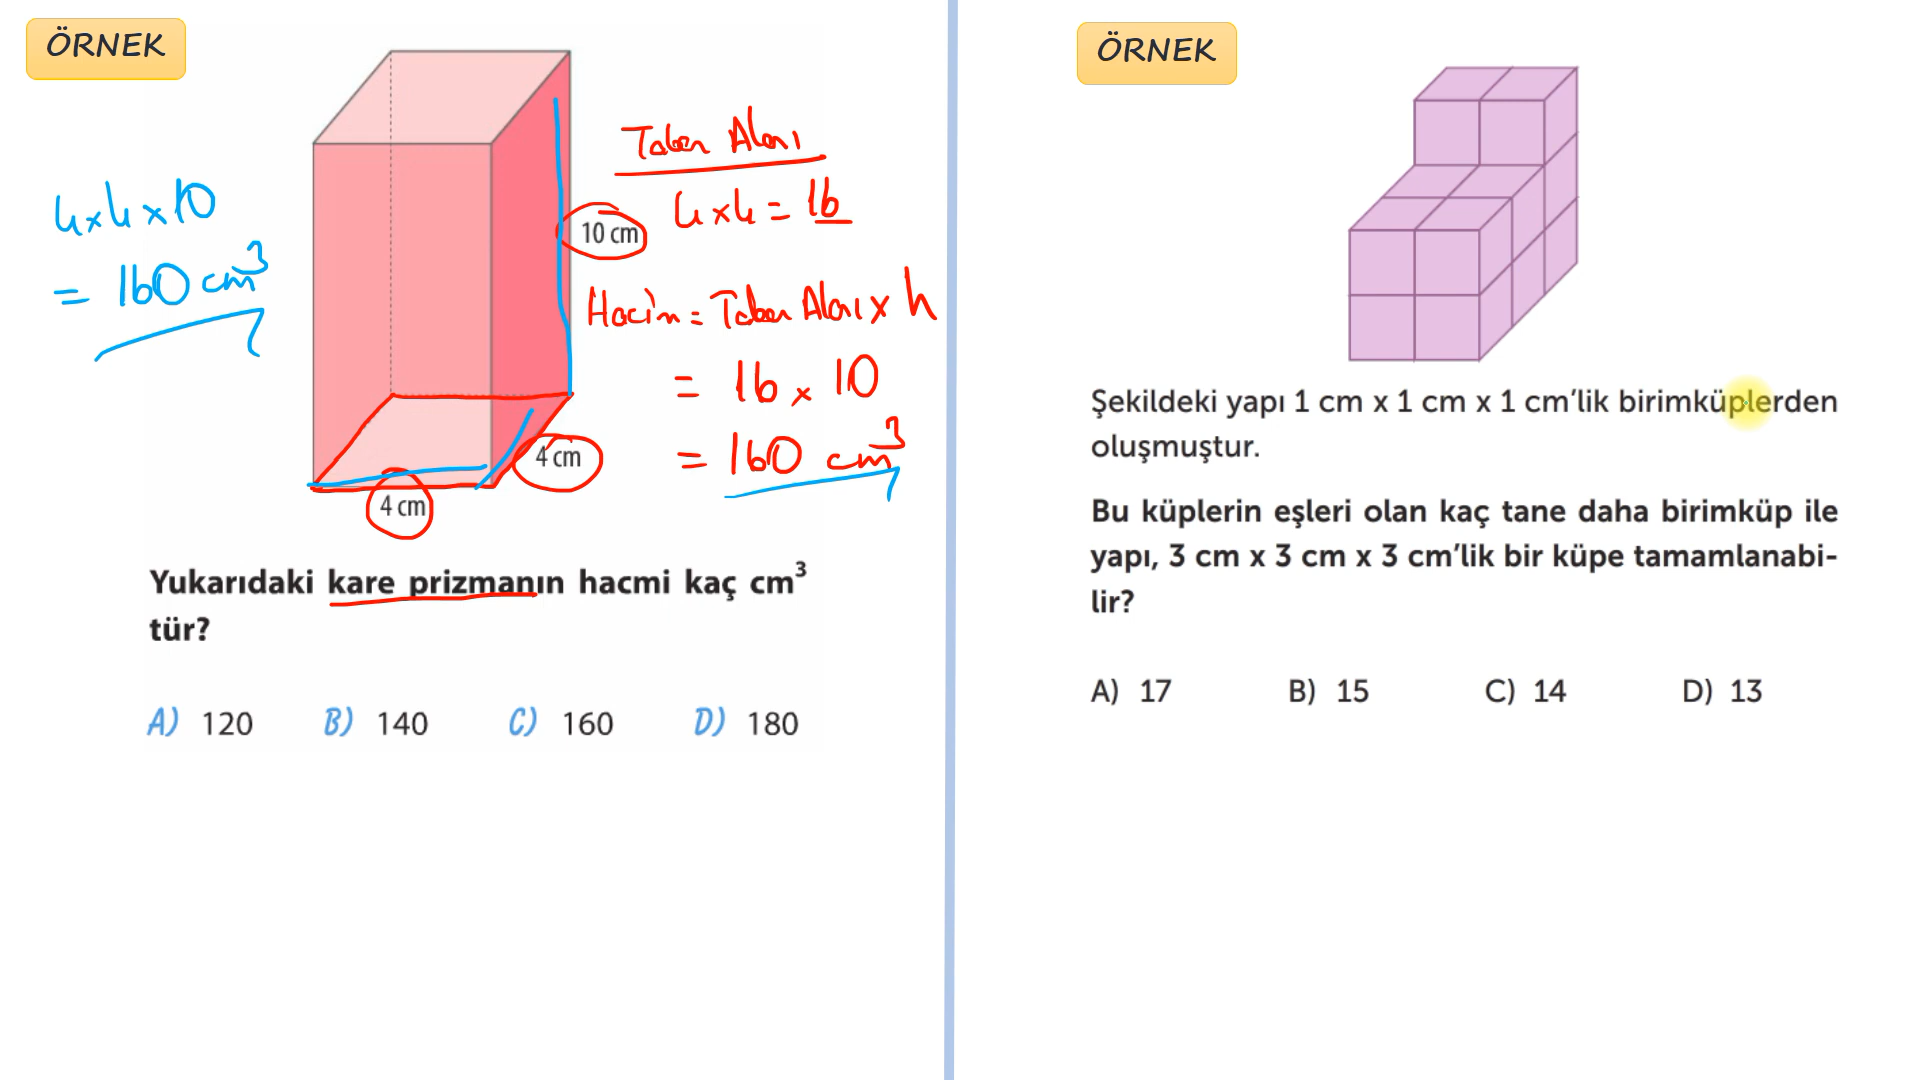 ÖRNEK
Taban Alanı
4x4 = 16
4x4x10
= 160 cm³
10 cm
Hacim = Taban Alanı x h
= 16 x 10
= 160 cm³
4 cm
4 cm
Yukarıdaki kare prizmanın hacmi kaç cm³
tür?
A) 120 B) 140 C) 160 D) 180
ÖRNEK
Şekildeki yapı 1 cm x 1 cm x 1 cm’lik birimküplerden
oluşmuştur.
Bu küplerin eşleri olan kaç tane daha birimküp ile
yapı, 3 cm x 3 cm x 3 cm’lik bir küpe tamamlanabi-
lir?
A) 17 B) 15 C) 14 D) 13